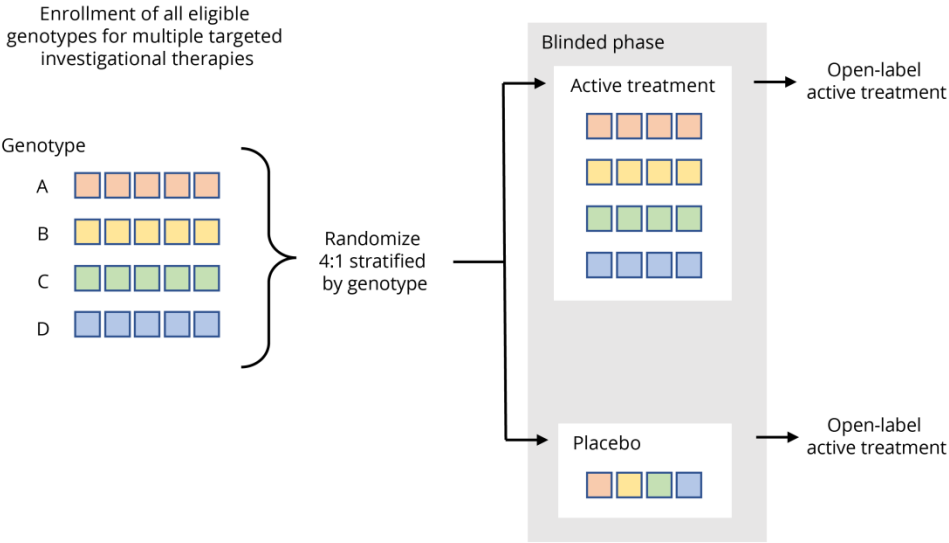 Enrollment of all eligible
genotypes for multiple targeted
investigational therapies
Genotype
A
B
C
D
Randomize
4:1 stratified
by genotype
Blinded phase
Active treatment
Open-label
active treatment
Placebo
Open-label
active treatment